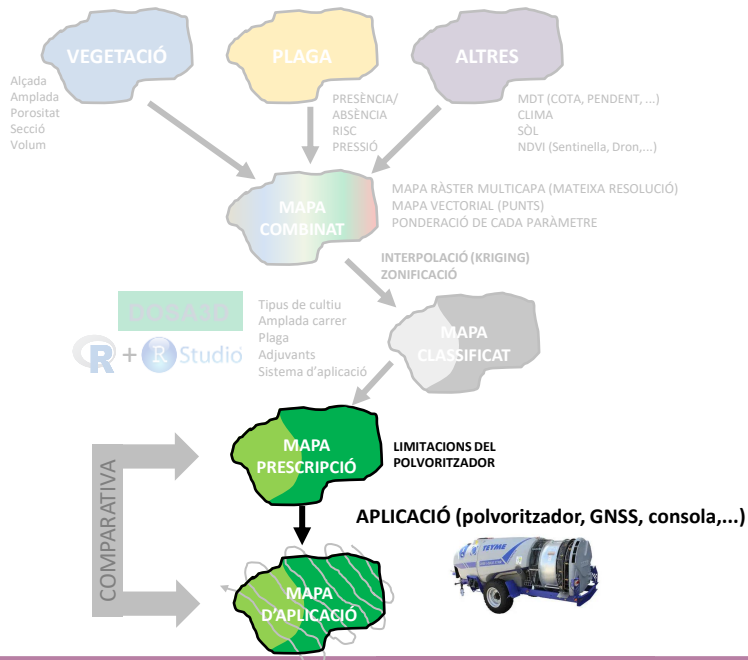 VEGETACIÓ
PLAGA
ALTRES
Alçada
Amplada
Porositat
Secció
Volum
PRESÈNCIA/
ABSÈNCIA
RISC
PRESSIÓ
MDT (COTA, PENDENT, ...)
CLIMA
SÒL
NDVI (Sentinella, Dron,...)
MAPA
COMBINAT
MAPA RÀSTER MULTICAPA (MATEIXA RESOLUCIÓ)
MAPA VECTORIAL (PUNTS)
PONDERACIÓ DE CADA PARÀMETRE
INTERPOLACIÓ (KRIGING)
ZONIFICACIÓ
DOSA3D
R + R Studio
Tipus de cultiu
Amplada carrer
Plaga
Adjuvants
Sistema d'aplicació
MAPA
CLASSIFICAT
COMPARATIVA
MAPA
PRESCRIPCIÓ
LIMITACIONS DEL
POLVORITZADOR
APLICACIÓ (polvoritzador, GNSS, consola,...)
TEYME
MAPA
D'APLICACIÓ